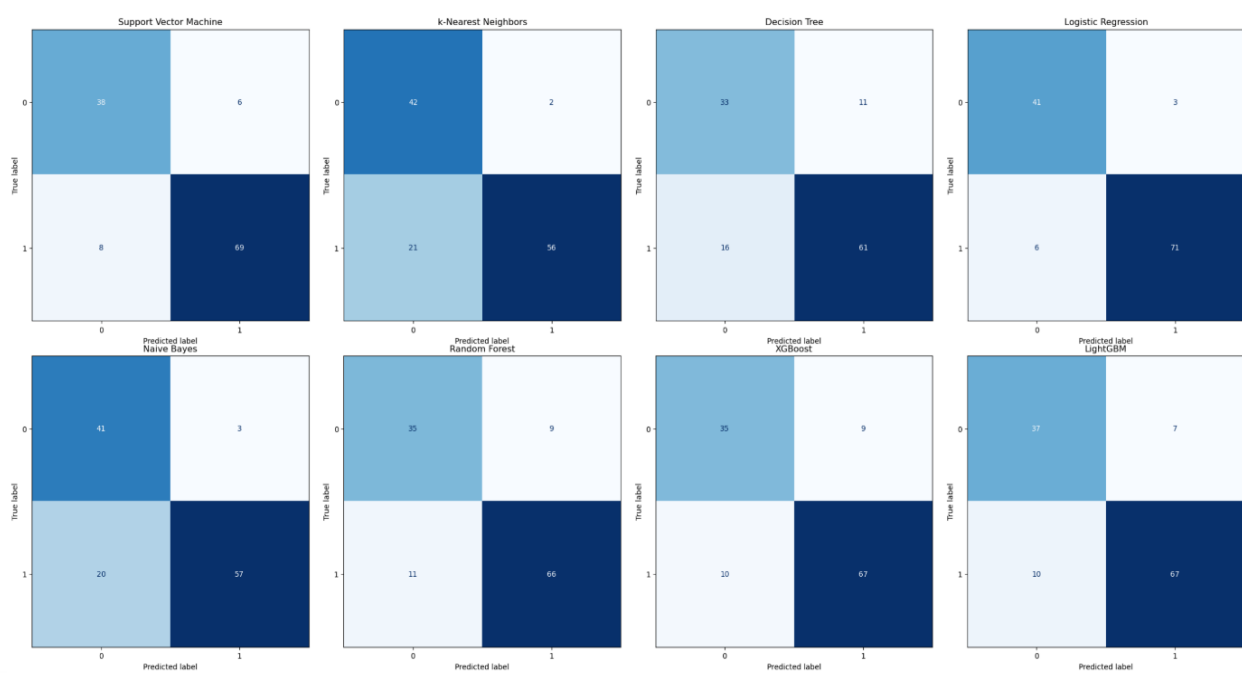 Support Vector Machine
0
38
6
1
8
69
True label
0
1
Predicted label
k-Nearest Neighbors
0
42
2
1
21
56
True label
0
1
Predicted label
Decision Tree
0
33
11
1
16
61
True label
0
1
Predicted label
Logistic Regression
0
41
3
1
6
71
True label
0
1
Predicted label
Naive Bayes
0
41
3
1
20
57
True label
0
1
Predicted label
Random Forest
0
35
9
1
11
66
True label
0
1
Predicted label
XGBoost
0
35
9
1
10
67
True label
0
1
Predicted label
LightGBM
0
37
7
1
10
67
True label
0
1
Predicted label